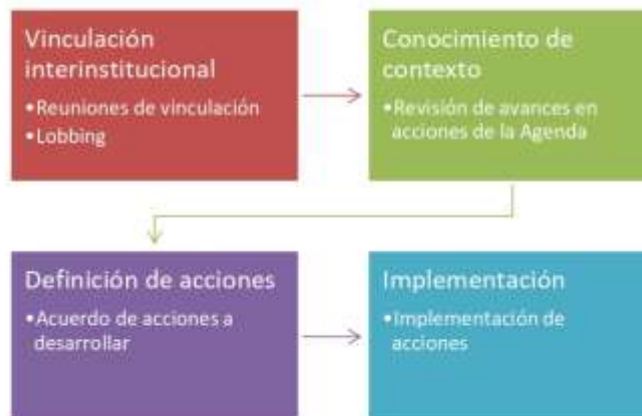 Vinculación
interinstitucional
•Reuniones de vinculación
•Lobbing
Conocimiento de
contexto
•Revisión de avances en
acciones de la Agenda
Definición de acciones
•Acuerdo de acciones a
desarrollar
Implementación
•Implementación de
acciones